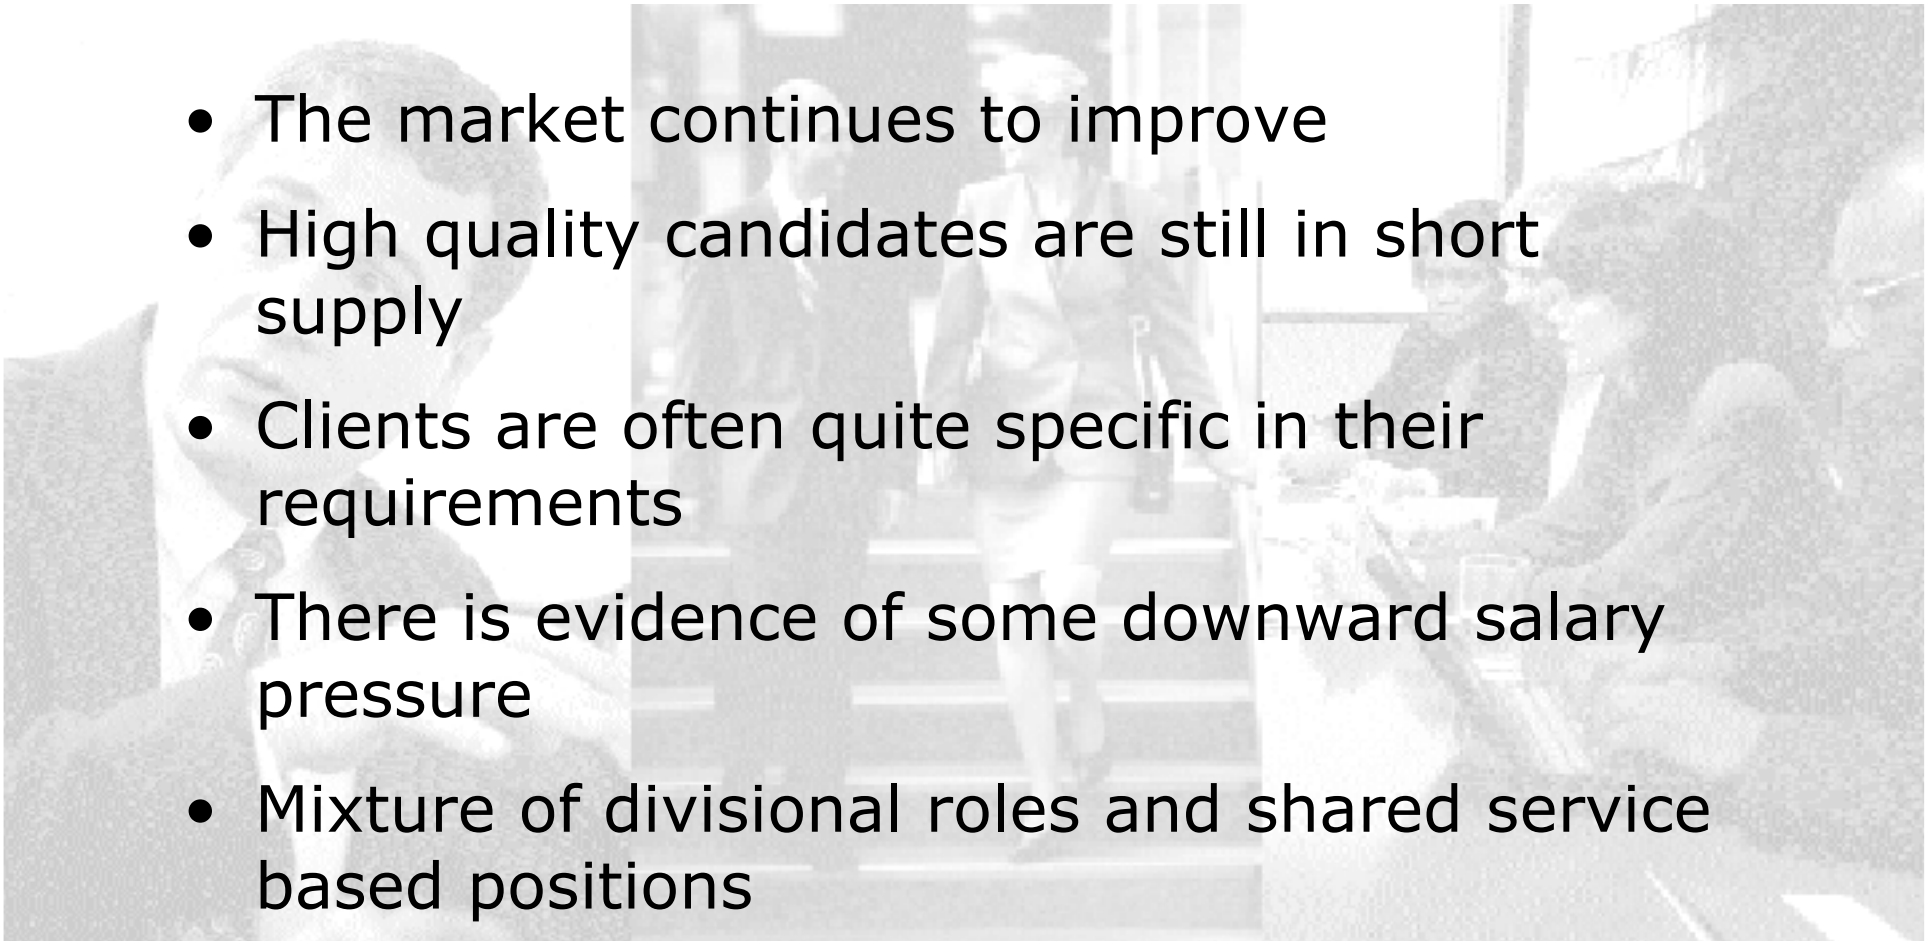 • The market continues to improve
• High quality candidates are still in short
supply
• Clients are often quite specific in their
requirements
• There is evidence of some downward salary
pressure
• Mixture of divisional roles and shared service
based positions